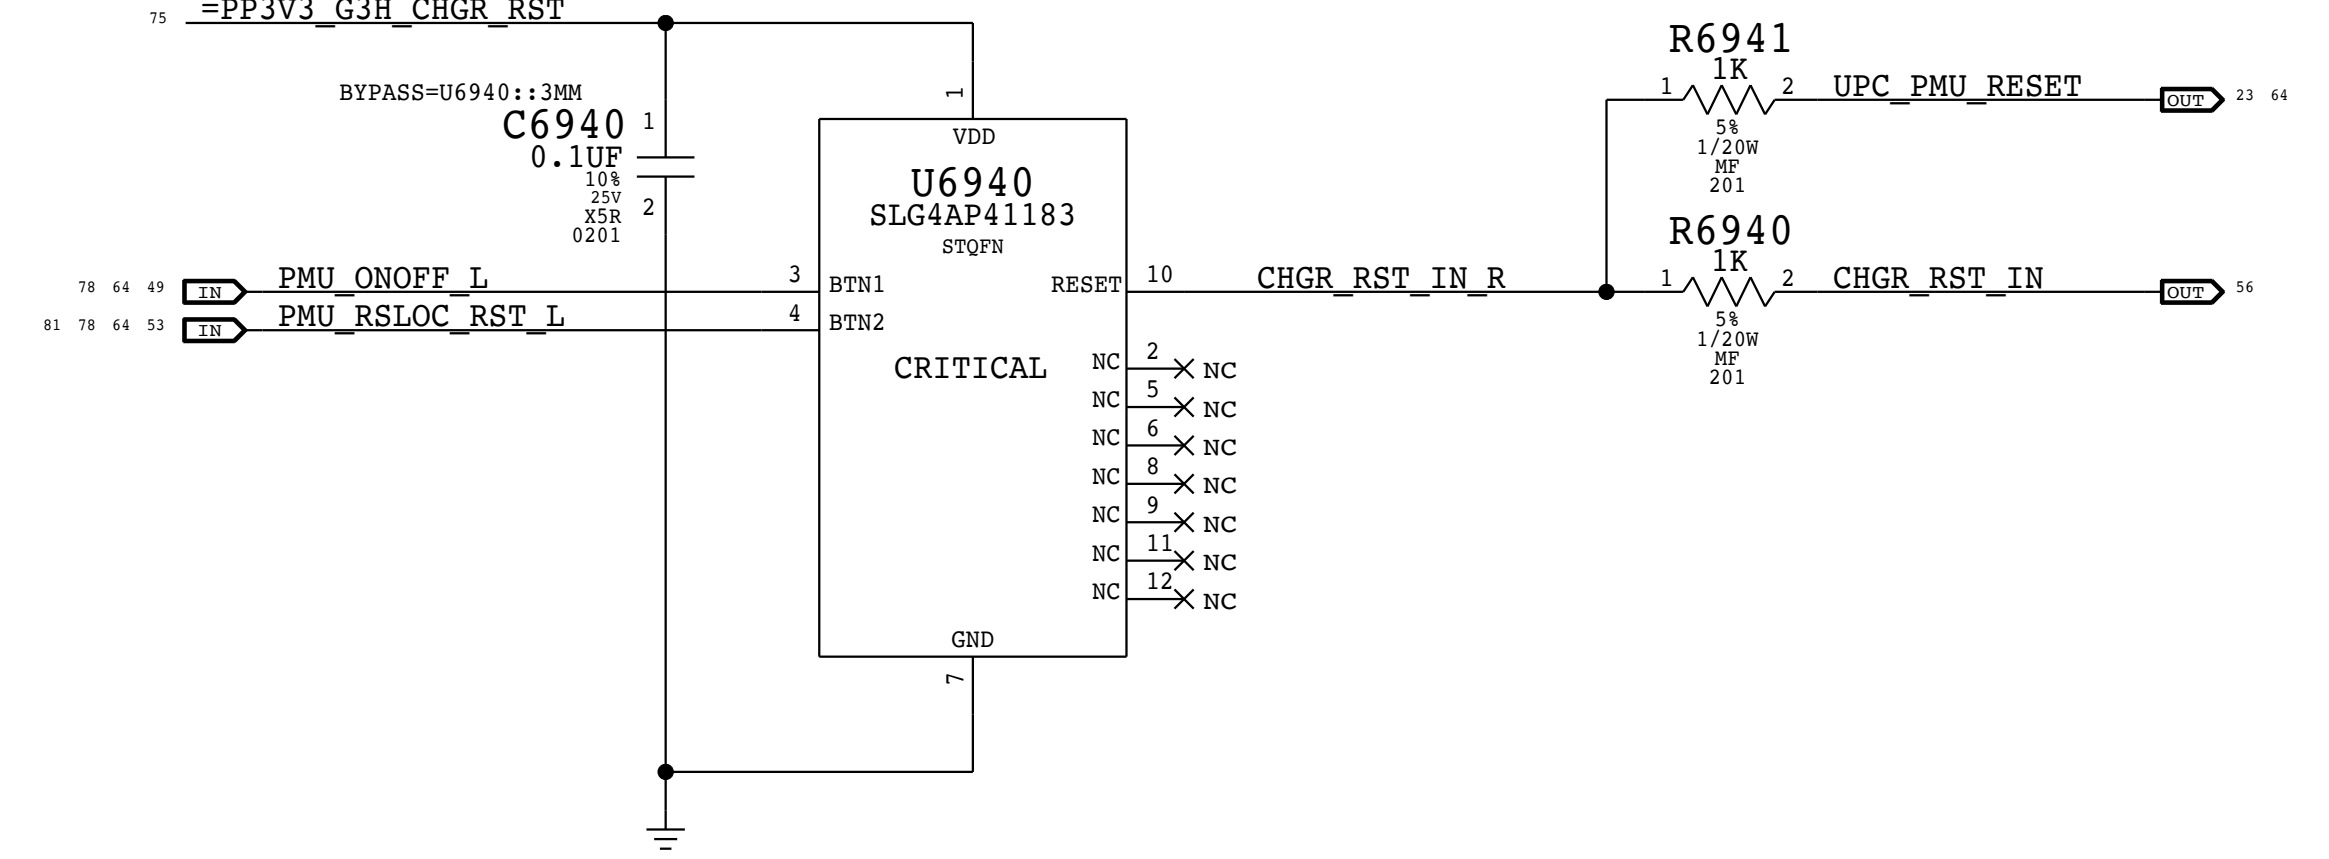 =PP3V3_G3H_CHGR_RST
75
BYPASS=U6940::3MM
C6940
0.1UF
10%
25V
X5R
0201
1
2
1
VDD
U6940
SLG4AP41183
STQFN
78 64 49 IN PMU_ONOFF_L 3 BTN1
81 78 64 53 IN PMU_RSLOC_RST_L 4 BTN2
CRITICAL
RESET 10 CHGR_RST_IN_R
NC 2 NC
NC 5 NC
NC 6 NC
NC 8 NC
NC 9 NC
NC 11 NC
NC 12 NC
GND
7
R6941
1K
1 2 UPC_PMU_RESET OUT 23 64
5%
1/20W
MF
201
R6940
1K
1 2 CHGR_RST_IN OUT 56
5%
1/20W
MF
201